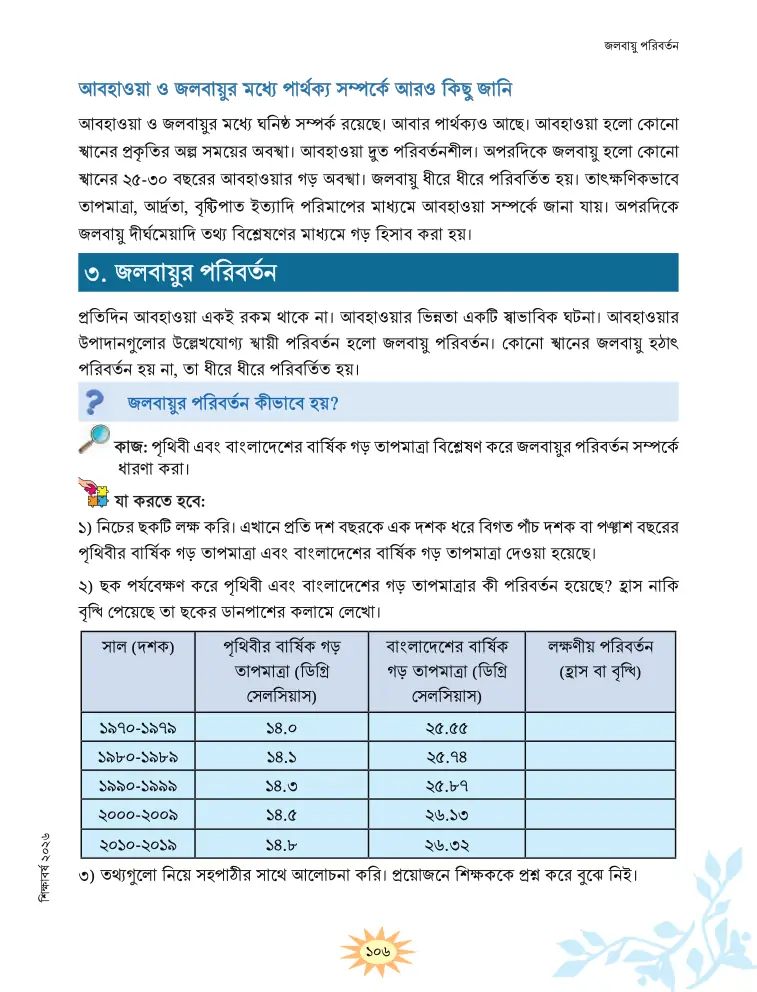 জলবায়ু পরিবর্তন
আবহাওয়া ও জলবায়ুর মধ্যে পার্থক্য সম্পর্কে আরও কিছু জানি
আবহাওয়া ও জলবায়ুর মধ্যে ঘনিষ্ঠ সম্পর্ক রয়েছে। আবার পার্থক্যও আছে। আবহাওয়া হলো কোনো
স্থানের প্রকৃতির অল্প সময়ের অবস্থা। আবহাওয়া দ্রুত পরিবর্তনশীল। অপরদিকে জলবায়ু হলো কোনো
স্থানের ২৫-৩০ বছরের আবহাওয়ার গড় অবস্থা। জলবায়ু ধীরে ধীরে পরিবর্তিত হয়। তাৎক্ষণিকভাবে
তাপমাত্রা, আর্দ্রতা, বৃষ্টিপাত ইত্যাদি পরিমাপের মাধ্যমে আবহাওয়া সম্পর্কে জানা যায়। অপরদিকে
জলবায়ু দীর্ঘমেয়াদি তথ্য বিশ্লেষণের মাধ্যমে গড় হিসাব করা হয়।
৩. জলবায়ুর পরিবর্তন
প্রতিদিন আবহাওয়া একই রকম থাকে না। আবহাওয়ার ভিন্নতা একটি স্বাভাবিক ঘটনা। আবহাওয়ার
উপাদানগুলোর উল্লেখযোগ্য স্থায়ী পরিবর্তন হলো জলবায়ু পরিবর্তন। কোনো স্থানের জলবায়ু হঠাৎ
পরিবর্তন হয় না, তা ধীরে ধীরে পরিবর্তিত হয়।
জলবায়ুর পরিবর্তন কীভাবে হয়?
কাজ: পৃথিবী এবং বাংলাদেশের বার্ষিক গড় তাপমাত্রা বিশ্লেষণ করে জলবায়ুর পরিবর্তন সম্পর্কে
ধারণা করা।
যা করতে হবে:
১) নিচের ছকটি লক্ষ করি। এখানে প্রতি দশ বছরকে এক দশক ধরে বিগত পাঁচ দশক বা পঞ্চাশ বছরের
পৃথিবীর বার্ষিক গড় তাপমাত্রা এবং বাংলাদেশের বার্ষিক গড় তাপমাত্রা দেওয়া হয়েছে।
২) ছক পর্যবেক্ষণ করে পৃথিবী এবং বাংলাদেশের গড় তাপমাত্রার কী পরিবর্তন হয়েছে? হ্রাস নাকি
বৃদ্ধি পেয়েছে তা ছকের ডানপাশের কলামে লেখো।
সাল (দশক) পৃথিবীর বার্ষিক গড় বাংলাদেশের বার্ষিক লক্ষণীয় পরিবর্তন
তাপমাত্রা (ডিগ্রি গড় তাপমাত্রা (ডিগ্রি (হ্রাস বা বৃদ্ধি)
সেলসিয়াস) সেলসিয়াস)
১৯৭০-১৯৭৯ ১৪.০ ২৫.৫৫
১৯৮০-১৯৮৯ ১৪.১ ২৫.৭৪
১৯৯০-১৯৯৯ ১৪.৩ ২৫.৮৭
২০০০-২০০৯ ১৪.৫ ২৬.১৩
২০১০-২০১৯ ১৪.৮ ২৬.৩২
৩) তথ্যগুলো নিয়ে সহপাঠীর সাথে আলোচনা করি। প্রয়োজনে শিক্ষককে প্রশ্ন করে বুঝে নিই।
শিক্ষাবর্ষ ২০২৬
১০৬